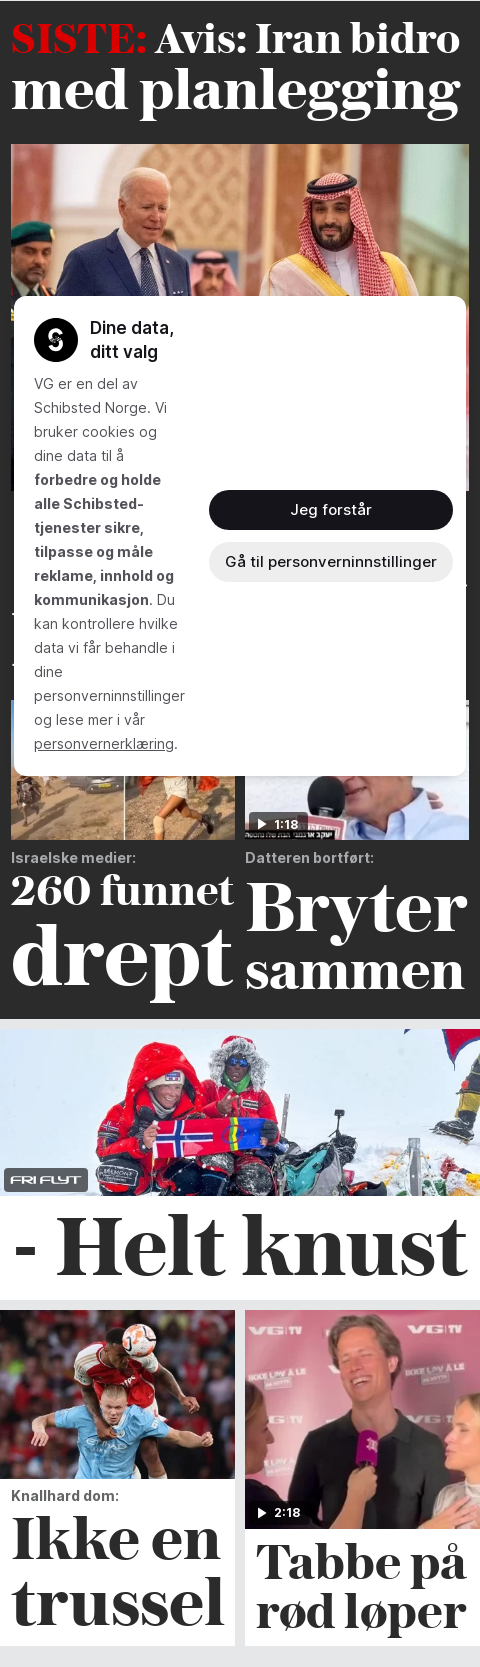 SISTE: Avis: Iran bidro
med planlegging
Dine data,
ditt valg
VG er en del av
Schibsted Norge. Vi
bruker cookies og
dine data til å
forbedre og holde
alle Schibsted-
tjenester sikre,
tilpasse og måle
reklame, innhold og
kommunikasjon. Du
kan kontrollere hvilke
data vi får behandle i
dine
personverninnstillinger
og lese mer i vår
personvernerklæring.
Jeg forstår
Gå til personverninnstillinger
1:18
Israelske medier:
260 funnet
drept
Datteren bortført:
Bryter
sammen
FRI FLYT
- Helt knust
Knallhard dom:
Ikke en
trussel
VG TV
VG TV
2:18
Tabbe på
rød løper